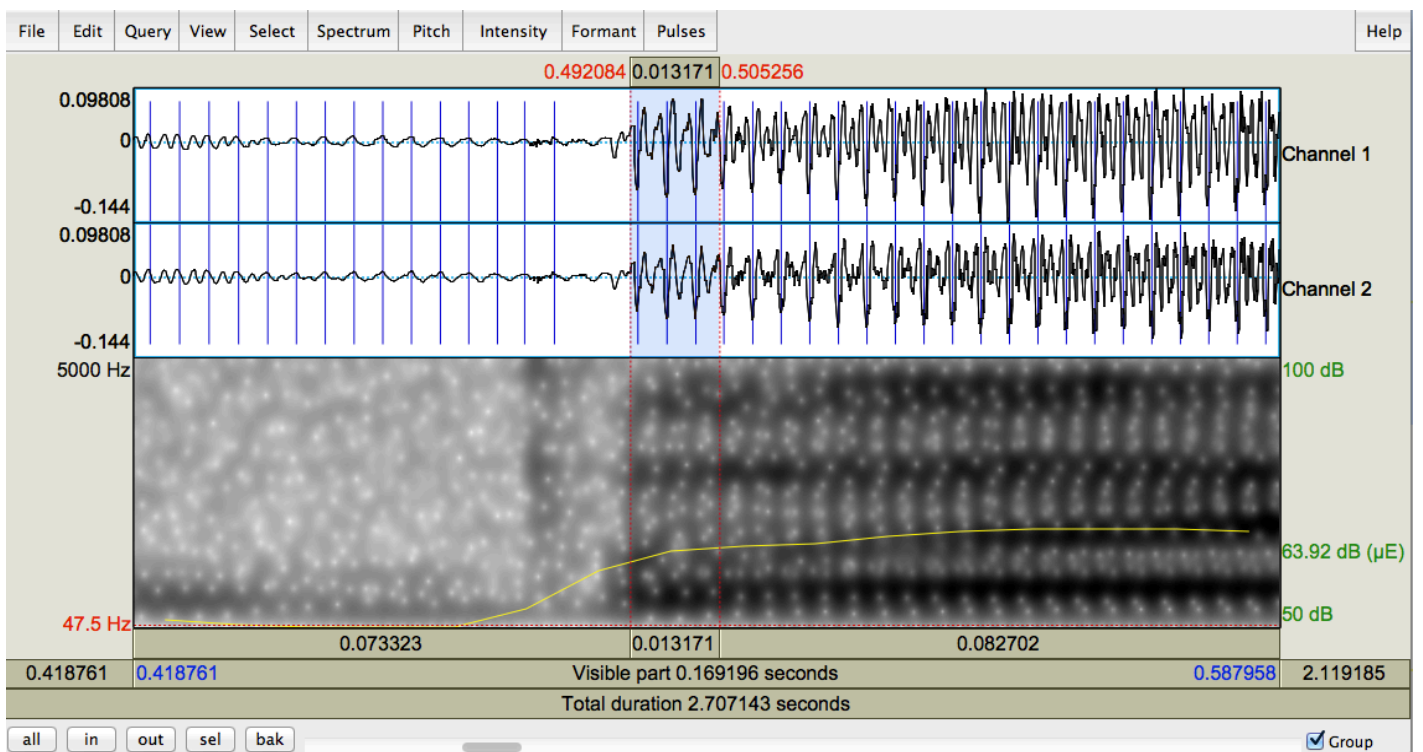 File Edit Query View Select Spectrum Pitch Intensity Formant Pulses Help
0.492084 0.013171 0.505256
0.09808
0
-0.144
Channel 1
0.09808
0
-0.144
Channel 2
5000 Hz 100 dB
63.92 dB (µE)
47.5 Hz 50 dB
0.073323 0.013171 0.082702
0.418761 0.418761 Visible part 0.169196 seconds 0.587958 2.119185
Total duration 2.707143 seconds
all in out sel bak Group